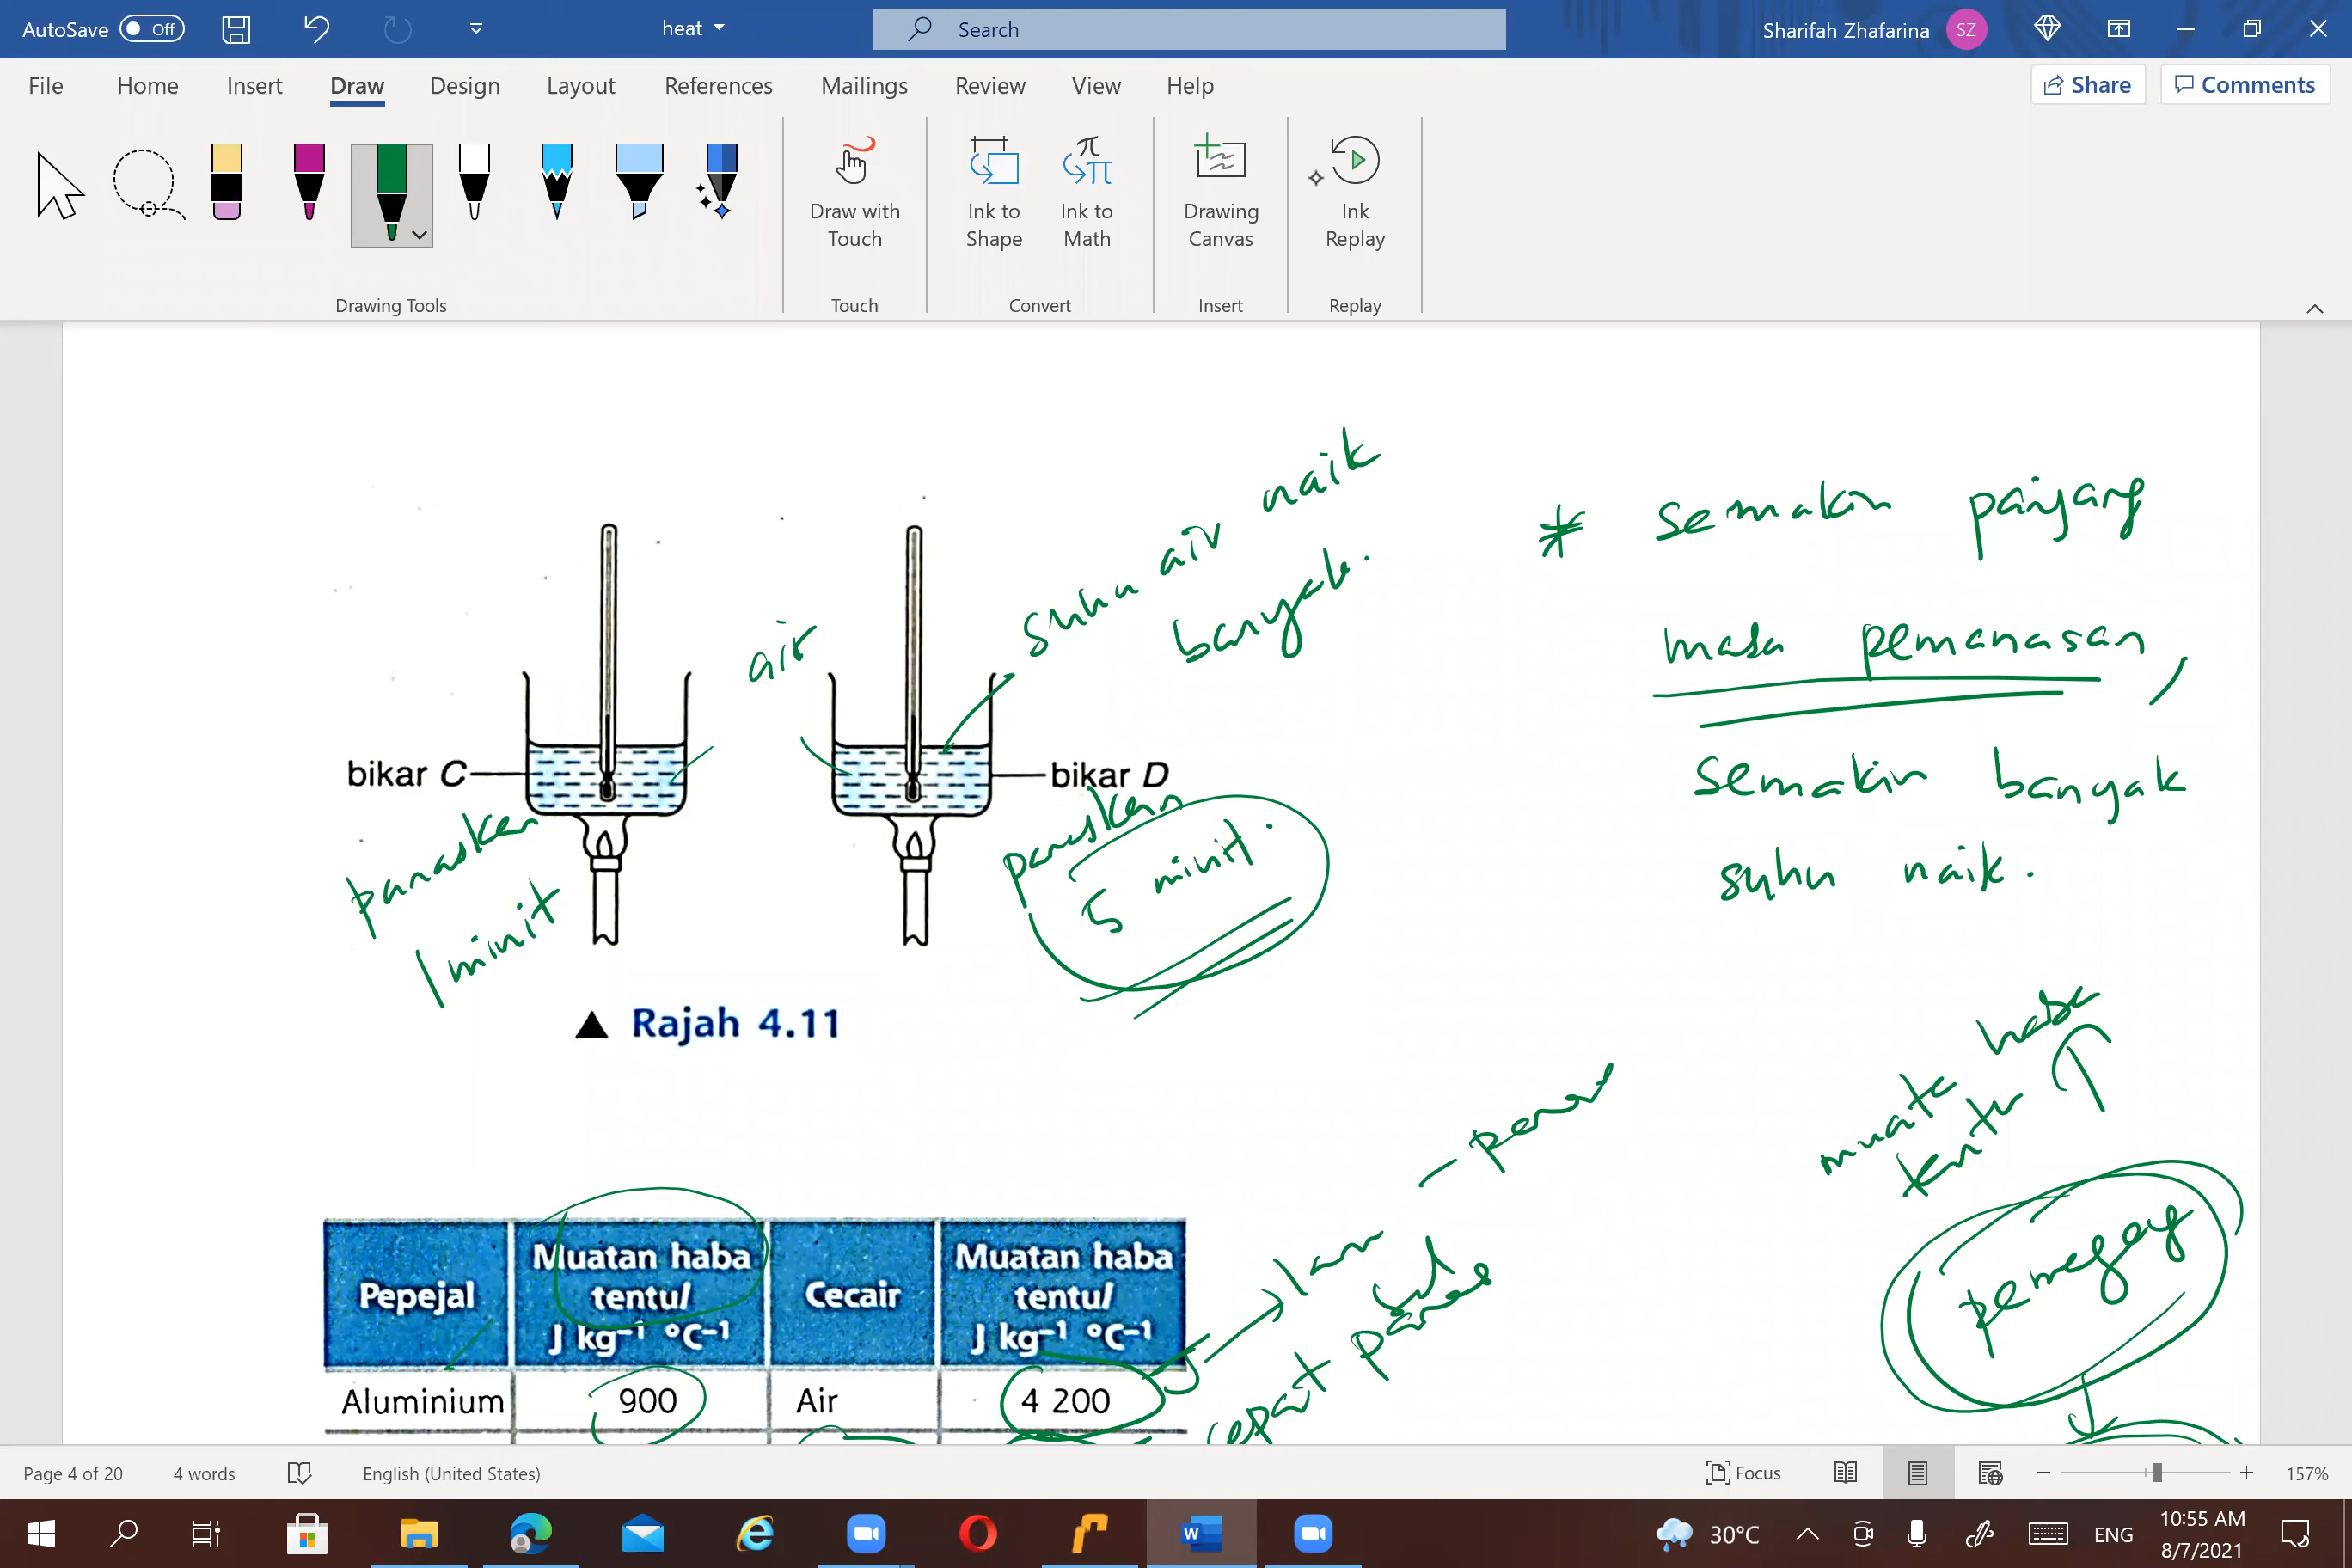 AutoSave Off heat Search Sharifah Zhafarina SZ
File Home Insert Draw Design Layout References Mailings Review View Help Share Comments
Draw with Touch
Ink to Shape
Ink to Math
Drawing Canvas
Ink Replay
Drawing Tools Touch Convert Insert Replay
suhu air naik
banyak.
air
bikar C
bikar D
panaskan
1 minit
panaskan
5 minit.
▲ Rajah 4.11
* semakin panjang
masa pemanasan,
semakin banyak
suhu naik.
haba
tentu ↑
pemegang
cepat panas
Pepejal
Muatan haba
tentu/
J kg⁻¹ °C⁻¹
Cecair
Muatan haba
tentu/
J kg⁻¹ °C⁻¹
Aluminium 900 Air 4 200
Page 4 of 20 4 words English (United States) Focus 157%
30°C ENG 10:55 AM
8/7/2021